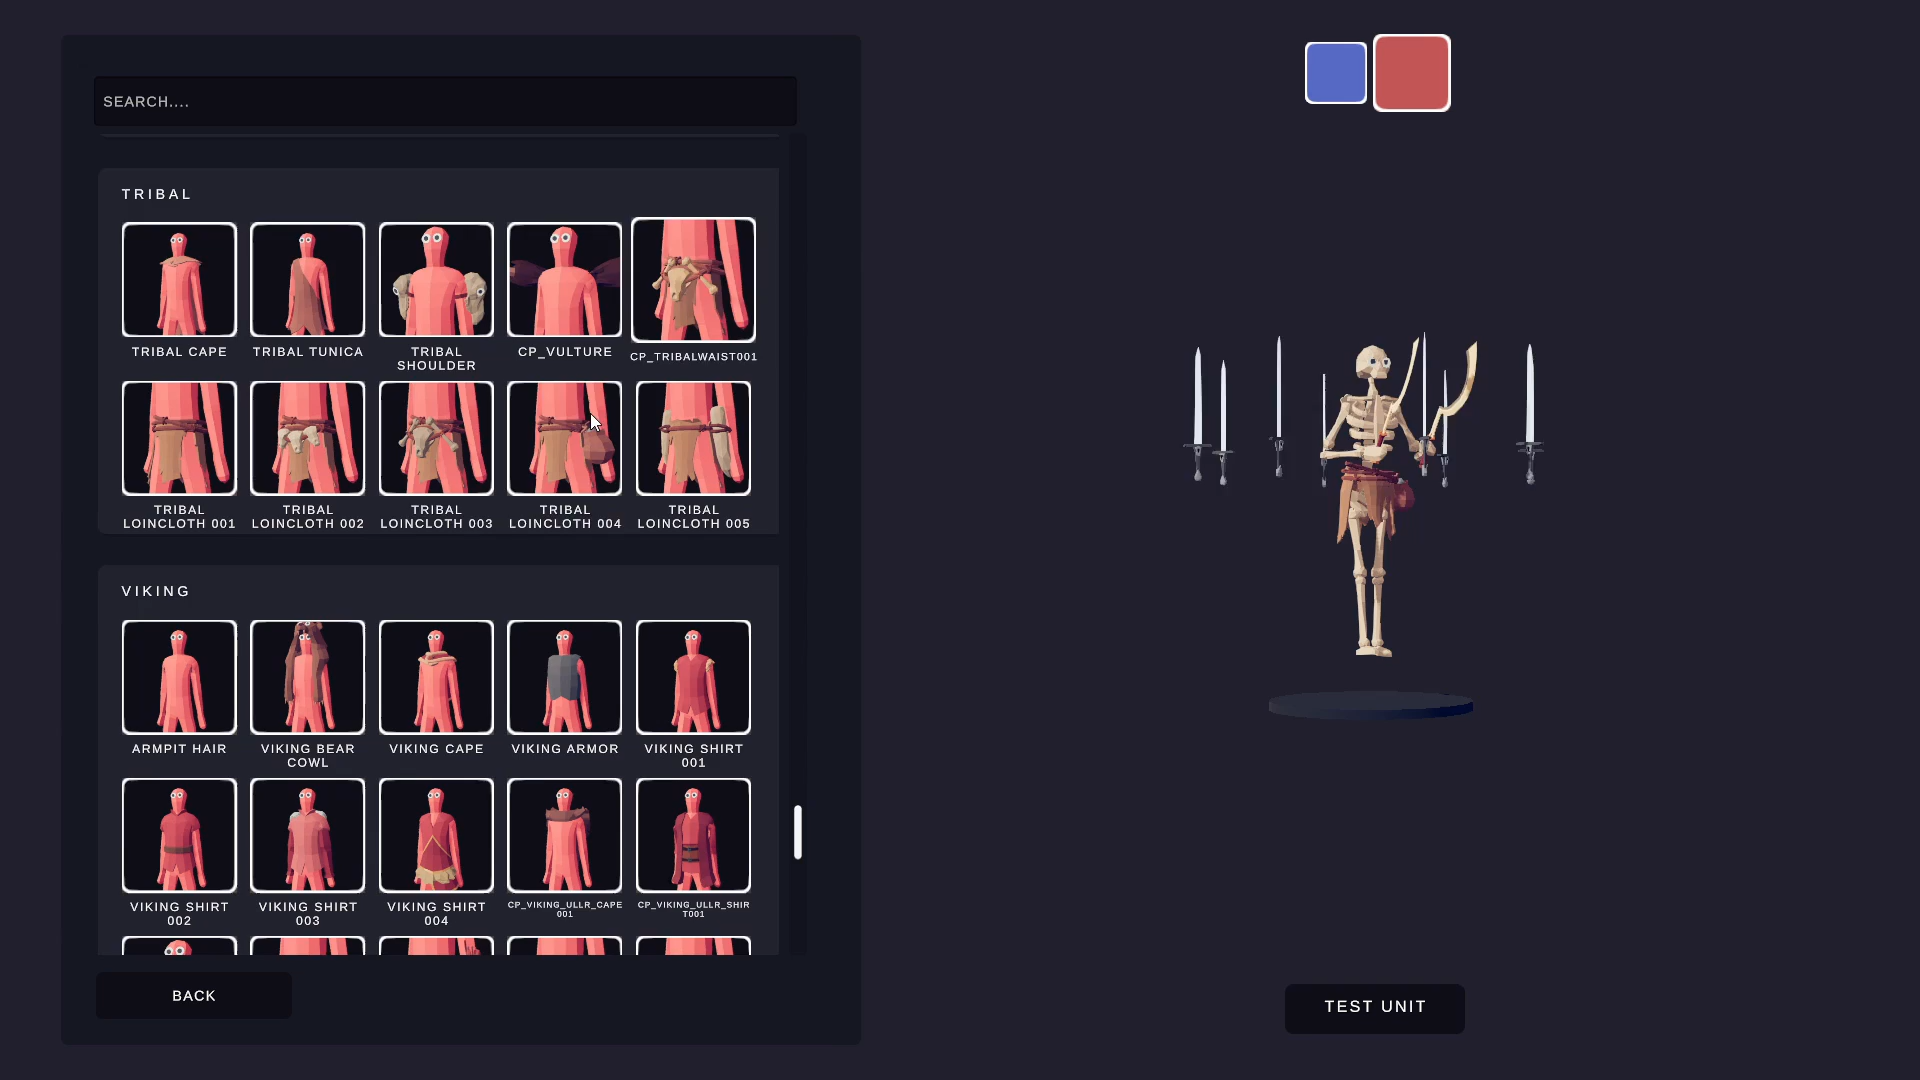 SEARCH....
TRIBAL
TRIBAL CAPE
TRIBAL TUNICA
TRIBAL
SHOULDER
CP_VULTURE
CP_TRIBALWAIST001
TRIBAL
LOINCLOTH 001
TRIBAL
LOINCLOTH 002
TRIBAL
LOINCLOTH 003
TRIBAL
LOINCLOTH 004
TRIBAL
LOINCLOTH 005
VIKING
ARMPIT HAIR
VIKING BEAR
COWL
VIKING CAPE
VIKING ARMOR
VIKING SHIRT
001
VIKING SHIRT
002
VIKING SHIRT
003
VIKING SHIRT
004
CP_VIKING_ULLR_CAPE
001
CP_VIKING_ULLR_SHIR
T001
BACK
TEST UNIT